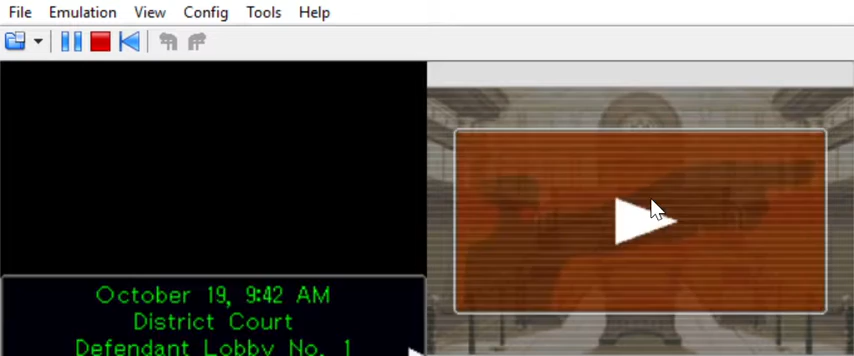 File Emulation View Config Tools Help
October 19, 9:42 AM
District Court
Defendant Lobby No. 1